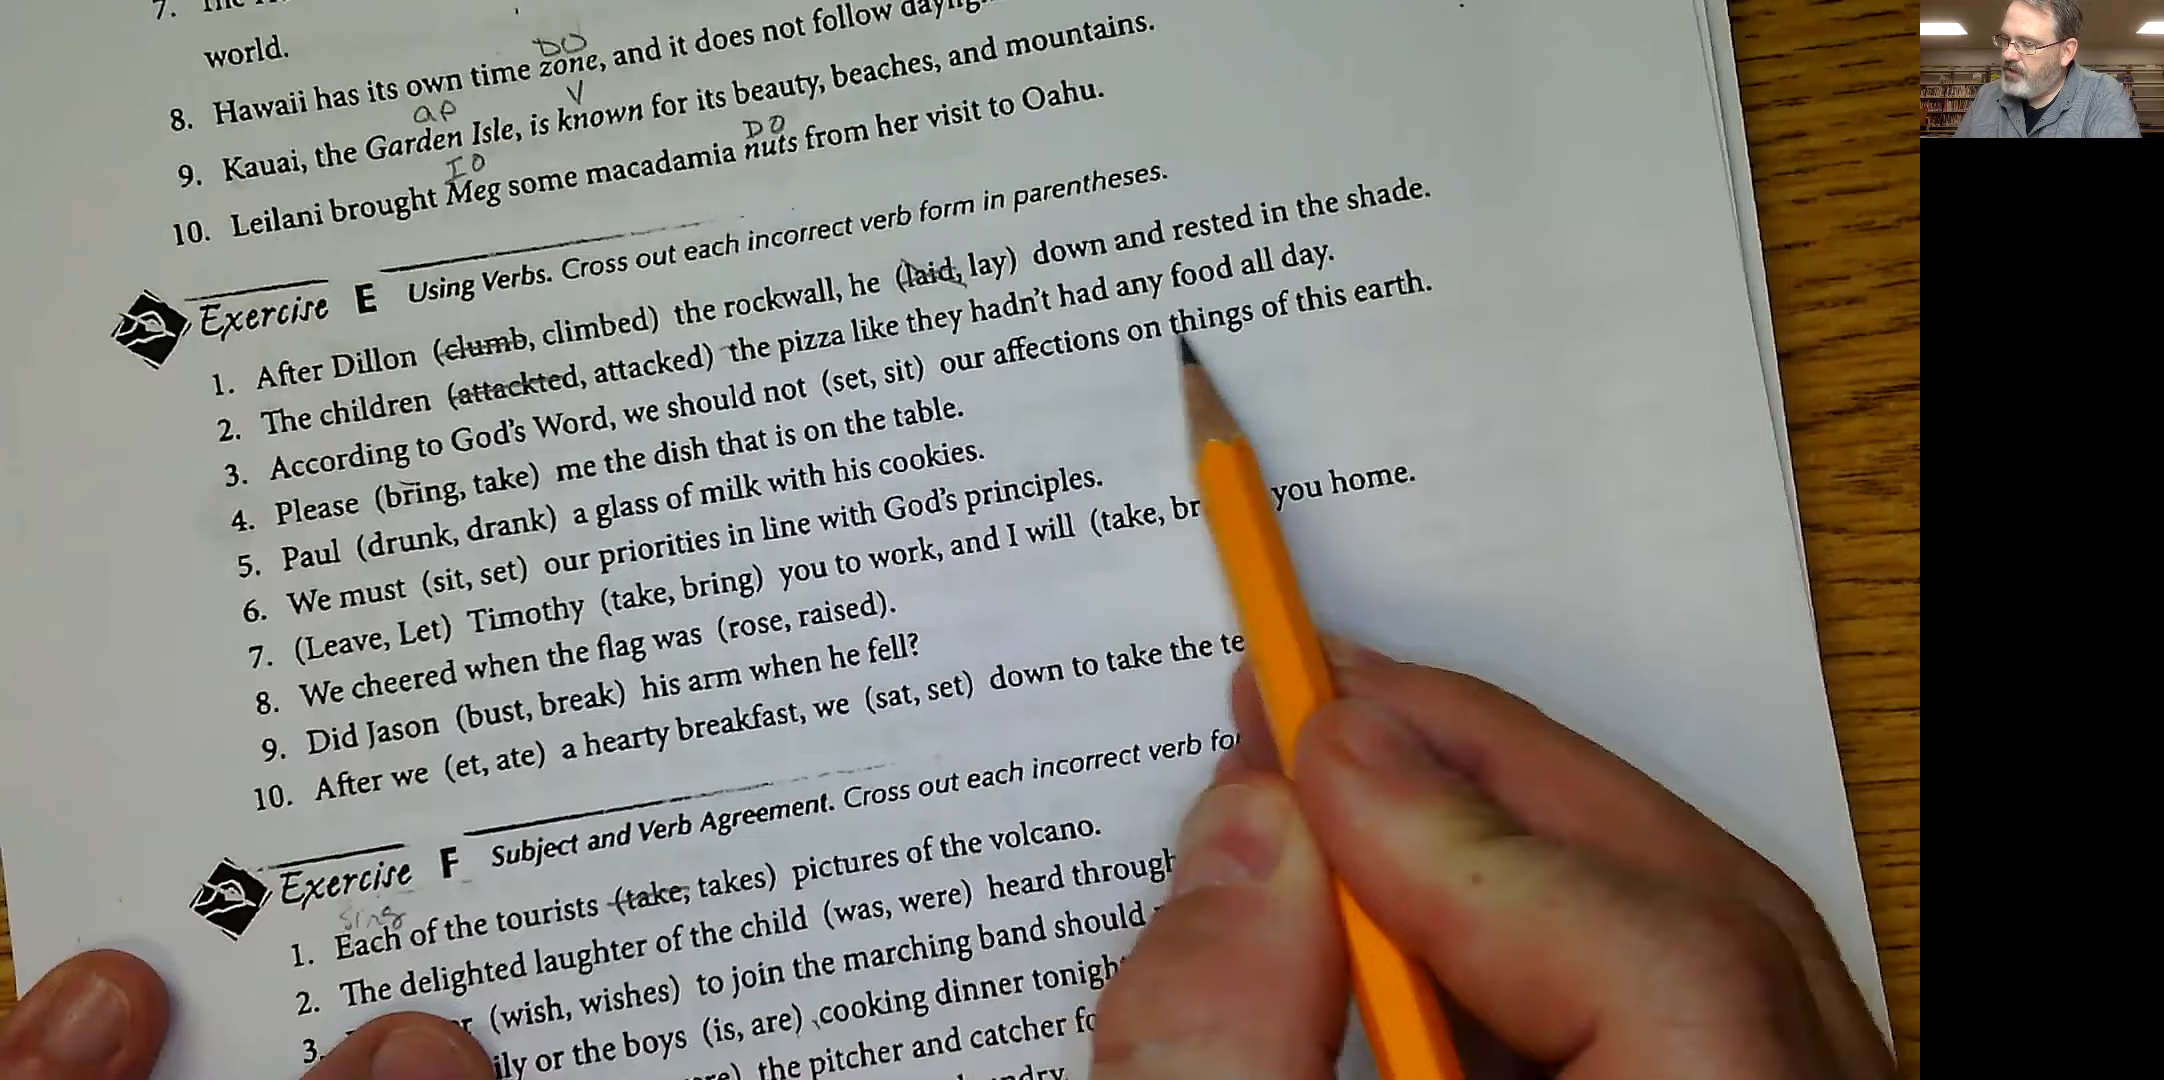 7. The
world.
DO
8. Hawaii has its own time zone, and it does not follow
ap V
9. Kauai, the Garden Isle, is known for its beauty, beaches, and mountains.
IO DO
10. Leilani brought Meg some macadamia nuts from her visit to Oahu.
Exercise E Using Verbs. Cross out each incorrect verb form in parentheses.
1. After Dillon (clumb, climbed) the rockwall, he (laid, lay) down and rested in the shade.
2. The children (attackted, attacked) the pizza like they hadn't had any food all day.
3. According to God's Word, we should not (set, sit) our affections on things of this earth.
4. Please (bring, take) me the dish that is on the table.
5. Paul (drunk, drank) a glass of milk with his cookies.
6. We must (sit, set) our priorities in line with God's principles.
7. (Leave, Let) Timothy (take, bring) you to work, and I will (take, br you home.
8. We cheered when the flag was (rose, raised).
9. Did Jason (bust, break) his arm when he fell?
10. After we (et, ate) a hearty breakfast, we (sat, set) down to take the te
Exercise F Subject and Verb Agreement. Cross out each incorrect verb fo
sing
1. Each of the tourists (take, takes) pictures of the volcano.
2. The delighted laughter of the child (was, were) heard through
3. (wish, wishes) to join the marching band should
ily or the boys (is, are) cooking dinner tonigh
re) the pitcher and catcher fo
ndry